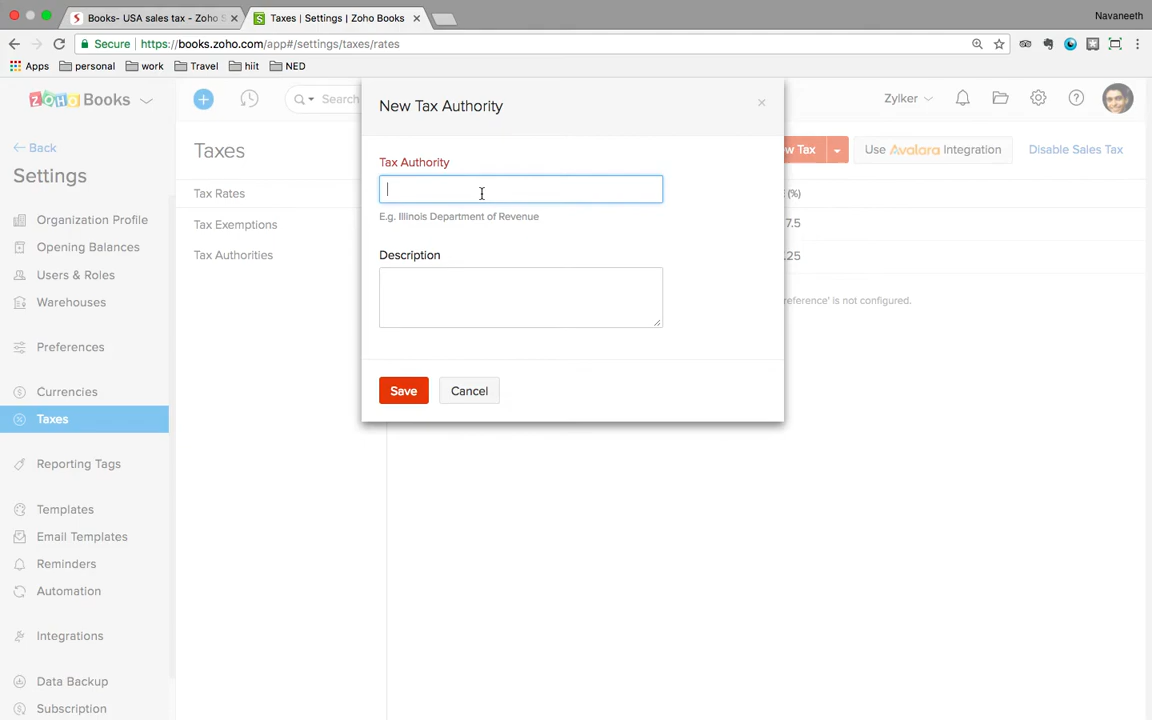 Books- USA sales tax - Zoho S
Taxes | Settings | Zoho Books
Navaneeth
Secure
https://books.zoho.com/app#/settings/taxes/rates
Apps personal work Travel hiit NED
ZOHO Books
Search
Zylker
New Tax Authority
Back
Settings
Taxes
w Tax
Use Avalara Integration
Disable Sales Tax
Tax Authority
E.g. Illinois Department of Revenue
Description
Save
Cancel
Tax Rates
Tax Exemptions
Tax Authorities
(%)
7.5
.25
reference' is not configured.
Organization Profile
Opening Balances
Users & Roles
Warehouses
Preferences
Currencies
Taxes
Reporting Tags
Templates
Email Templates
Reminders
Automation
Integrations
Data Backup
Subscription